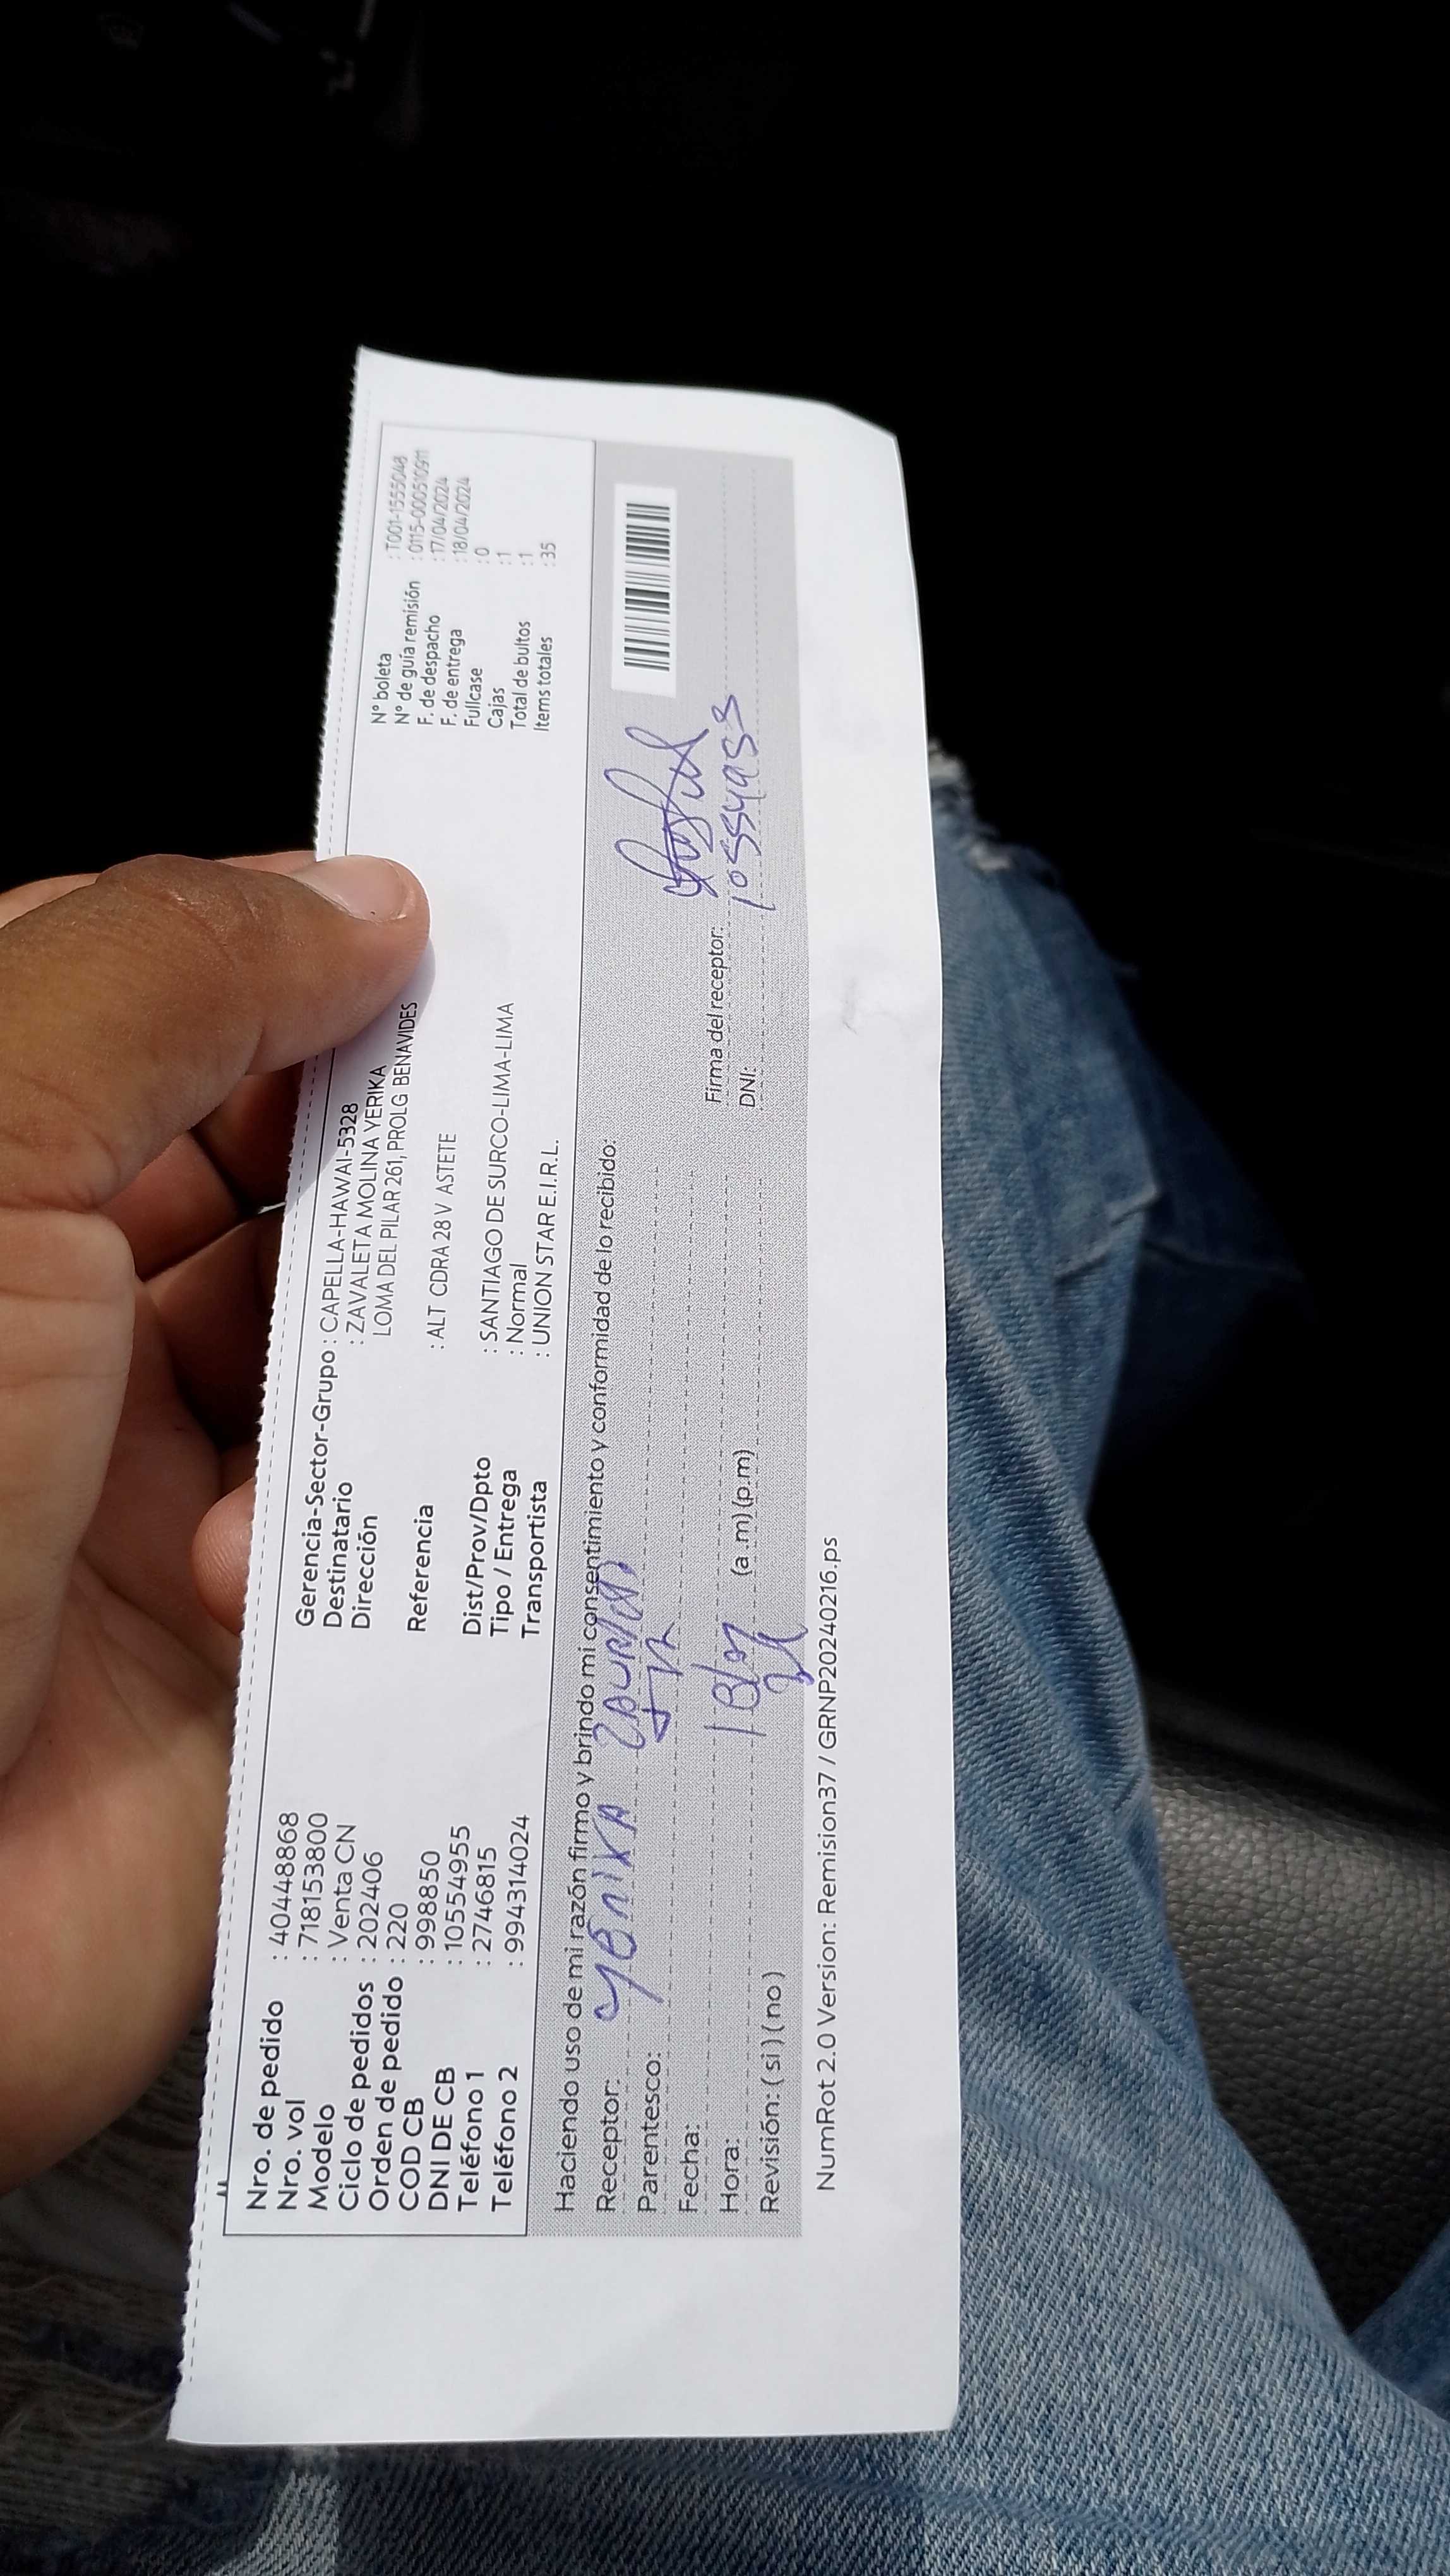 Nro. de pedido : 40448868
Nro. vol : 718153800
Modelo : Venta CN
Ciclo de pedidos : 202406
Orden de pedido : 220
COD CB : 998850
DNI DE CB : 10554955
Teléfono 1 : 2746815
Teléfono 2 : 994314024
Gerencia-Sector-Grupo : CAPELLA-HAWAI-5328
Destinatario : ZAVALETA MOLINA YERIKA
Dirección LOMA DEL PILAR 261, PROLG BENAVIDES
Referencia : ALT CDRA 28 V ASTETE
Dist/Prov/Dpto : SANTIAGO DE SURCO-LIMA-LIMA
Tipo / Entrega : Normal
Transportista : UNION STAR E.I.R.L.
N° boleta : T001-1555048
N° de guía remisión : 0115-000510911
F. de despacho : 17/04/2024
F. de entrega : 18/04/2024
Fullcase : 0
Cajas : 1
Total de bultos : 1
Items totales : 35
Haciendo uso de mi razón firmo y brindo mi consentimiento y conformidad de lo recibido:
Receptor:
Parentesco:
Fecha:
Hora: (a .m) (p.m)
Revisión: ( si ) ( no )
Firma del receptor:
DNI:
NumRot 2.0 Version: Remision37 / GRNP20240216.ps